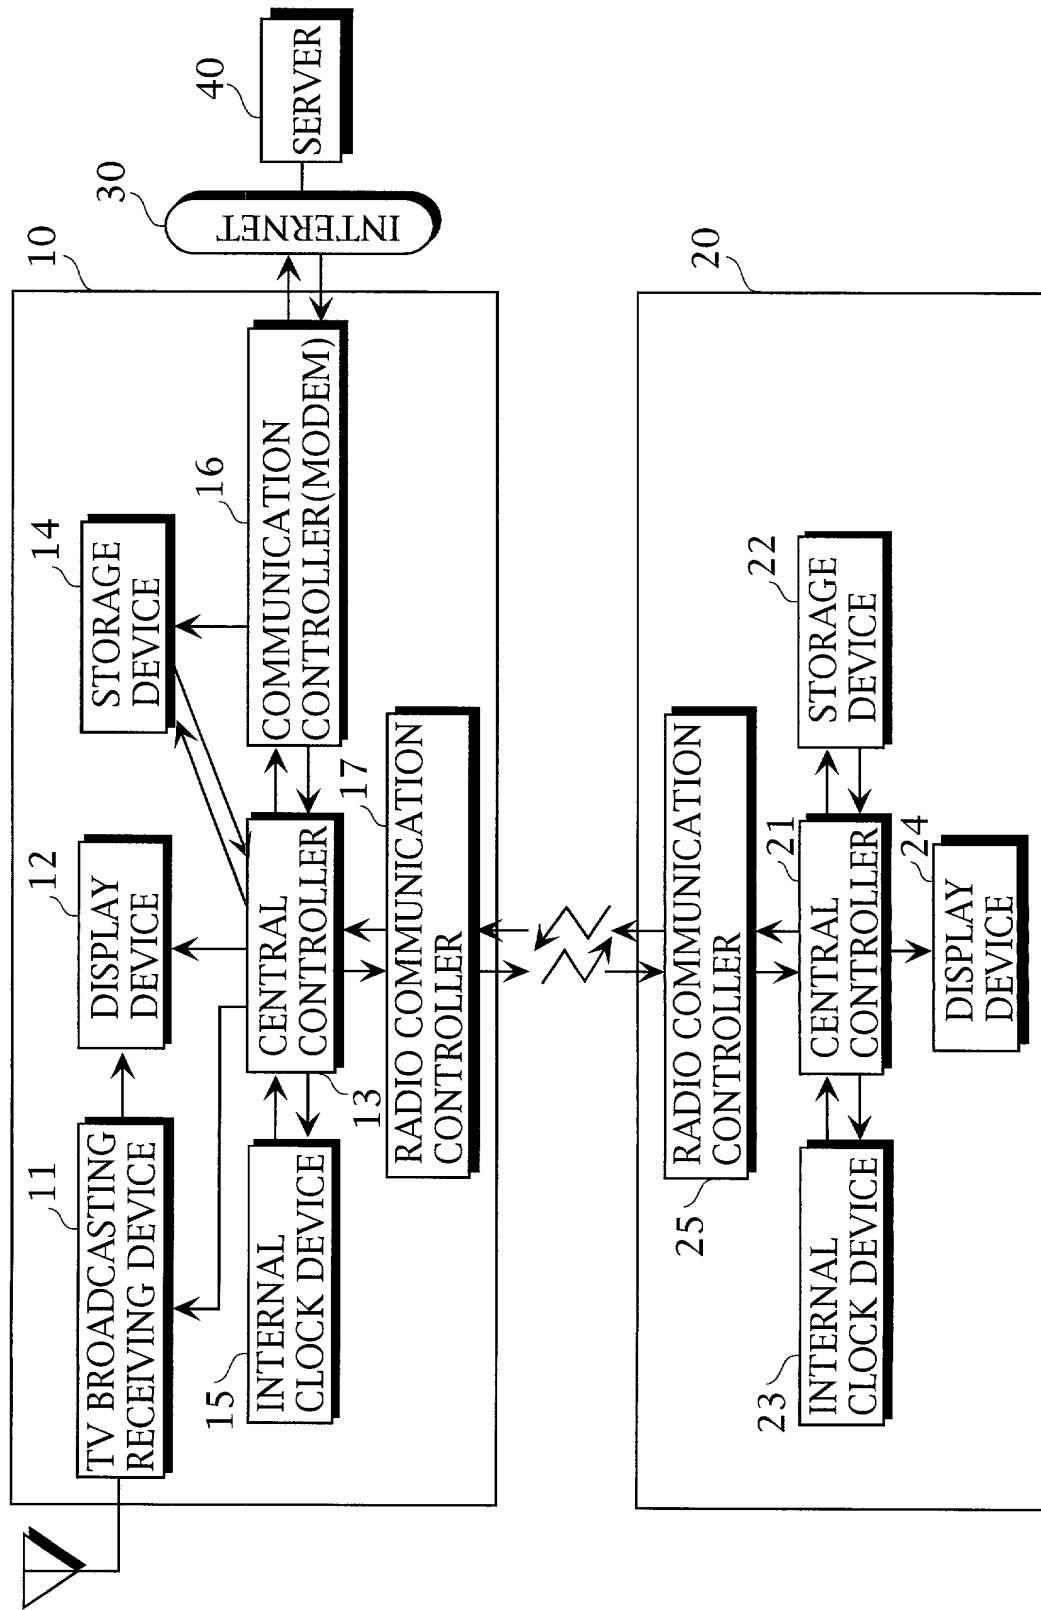 10
11
TV BROADCASTING
RECEIVING DEVICE
12
DISPLAY
DEVICE
14
STORAGE
DEVICE
15
INTERNAL
CLOCK DEVICE
13
CENTRAL
CONTROLLER
16
COMMUNICATION
CONTROLLER(MODEM)
30
INTERNET
40
SERVER
17
RADIO COMMUNICATION
CONTROLLER
20
25
RADIO COMMUNICATION
CONTROLLER
23
INTERNAL
CLOCK DEVICE
21
CENTRAL
CONTROLLER
22
STORAGE
DEVICE
24
DISPLAY
DEVICE